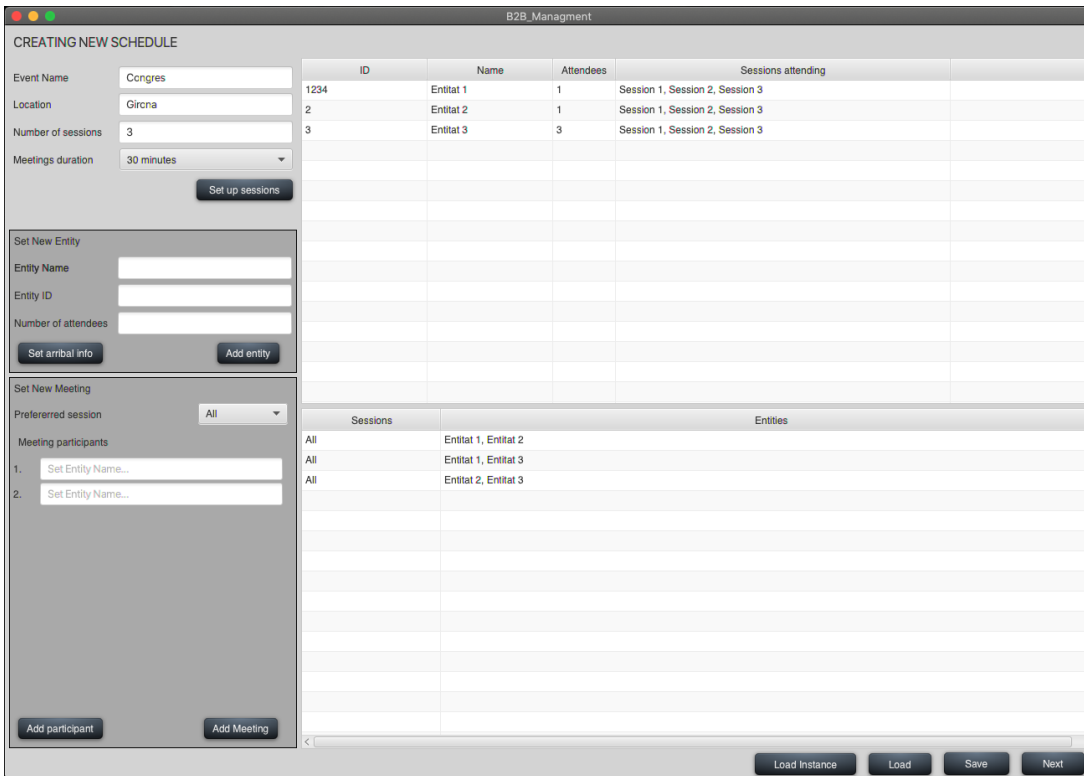 B2B_Managment
CREATING NEW SCHEDULE
Event Name Congres
Location Girona
Number of sessions 3
Meetings duration 30 minutes
Set up sessions
Set New Entity
Entity Name
Entity ID
Number of attendees
Set arribal info Add entity
Set New Meeting
Prefererred session All
Meeting participants
1. Set Entity Name...
2. Set Entity Name...
Add participant Add Meeting
ID Name Attendees Sessions attending
1234 Entitat 1 1 Session 1, Session 2, Session 3
2 Entitat 2 1 Session 1, Session 2, Session 3
3 Entitat 3 3 Session 1, Session 2, Session 3
Sessions Entities
All Entitat 1, Entitat 2
All Entitat 1, Entitat 3
All Entitat 2, Entitat 3
Load Instance Load Save Next